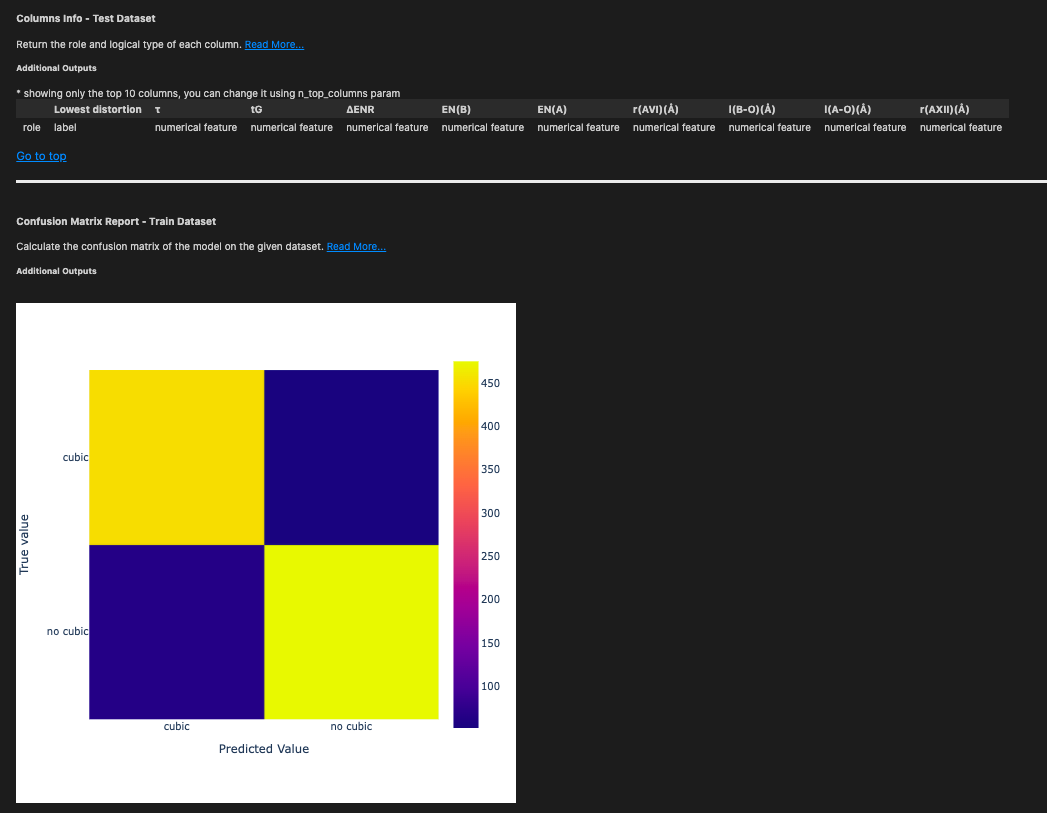 Columns Info - Test Dataset
Return the role and logical type of each column. Read More...
Additional Outputs
* showing only the top 10 columns, you can change it using n_top_columns param
Lowest distortion τ tG ΔENR EN(B) EN(A) r(AVI)(Å) l(B-O)(Å) l(A-O)(Å) r(AXII)(Å)
role label numerical feature numerical feature numerical feature numerical feature numerical feature numerical feature numerical feature numerical feature numerical feature
Go to top
Confusion Matrix Report - Train Dataset
Calculate the confusion matrix of the model on the given dataset. Read More...
Additional Outputs
450
400
350
300
250
200
150
100
cubic
no cubic
True value
cubic no cubic
Predicted Value